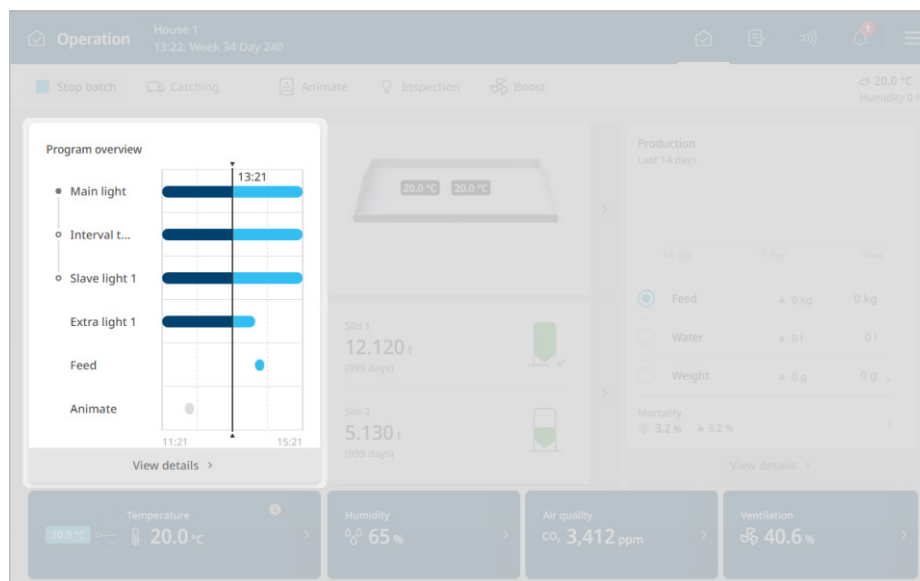 Operation
House 1
13:22, Week 34 Day 240
1
Stop batch
Catching
Animate
Inspection
Boost
20.0 °C
Humidity 0 %
Program overview
13:21
Main light
Interval t...
Slave light 1
Extra light 1
Feed
Animate
11:21 15:21
View details >
20.0 °C 20.0 °C
Silo 1
12.120 t
(999 days)
Silo 2
5.130 t
(999 days)
Production
Last 14 days
14 day 7 day Now
Feed 0 kg 0 kg
Water 0 l 0 l
Weight 0 g 0 g
Mortality
3.2 % 3.2 %
View details >
Temperature
20.0 °C 20.0 °C
Humidity
65 %
Air quality
CO₂ 3,412 ppm
Ventilation
40.6 %